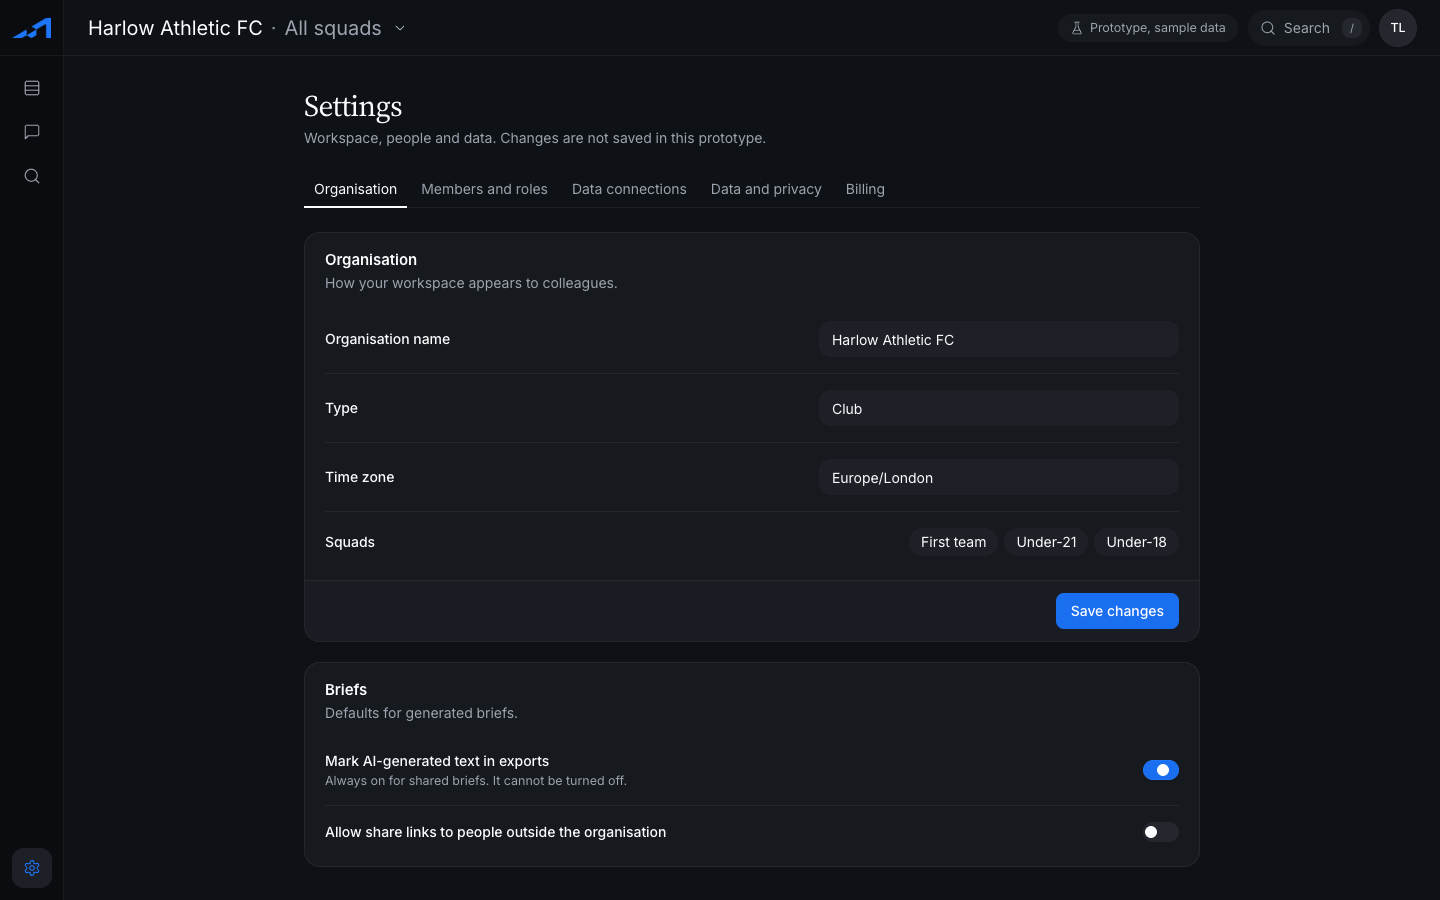 Harlow Athletic FC · All squads
Prototype, sample data
Search /
TL
Settings
Workspace, people and data. Changes are not saved in this prototype.
Organisation Members and roles Data connections Data and privacy Billing
Organisation
How your workspace appears to colleagues.
Organisation name Harlow Athletic FC
Type Club
Time zone Europe/London
Squads First team Under-21 Under-18
Save changes
Briefs
Defaults for generated briefs.
Mark AI-generated text in exports
Always on for shared briefs. It cannot be turned off.
Allow share links to people outside the organisation